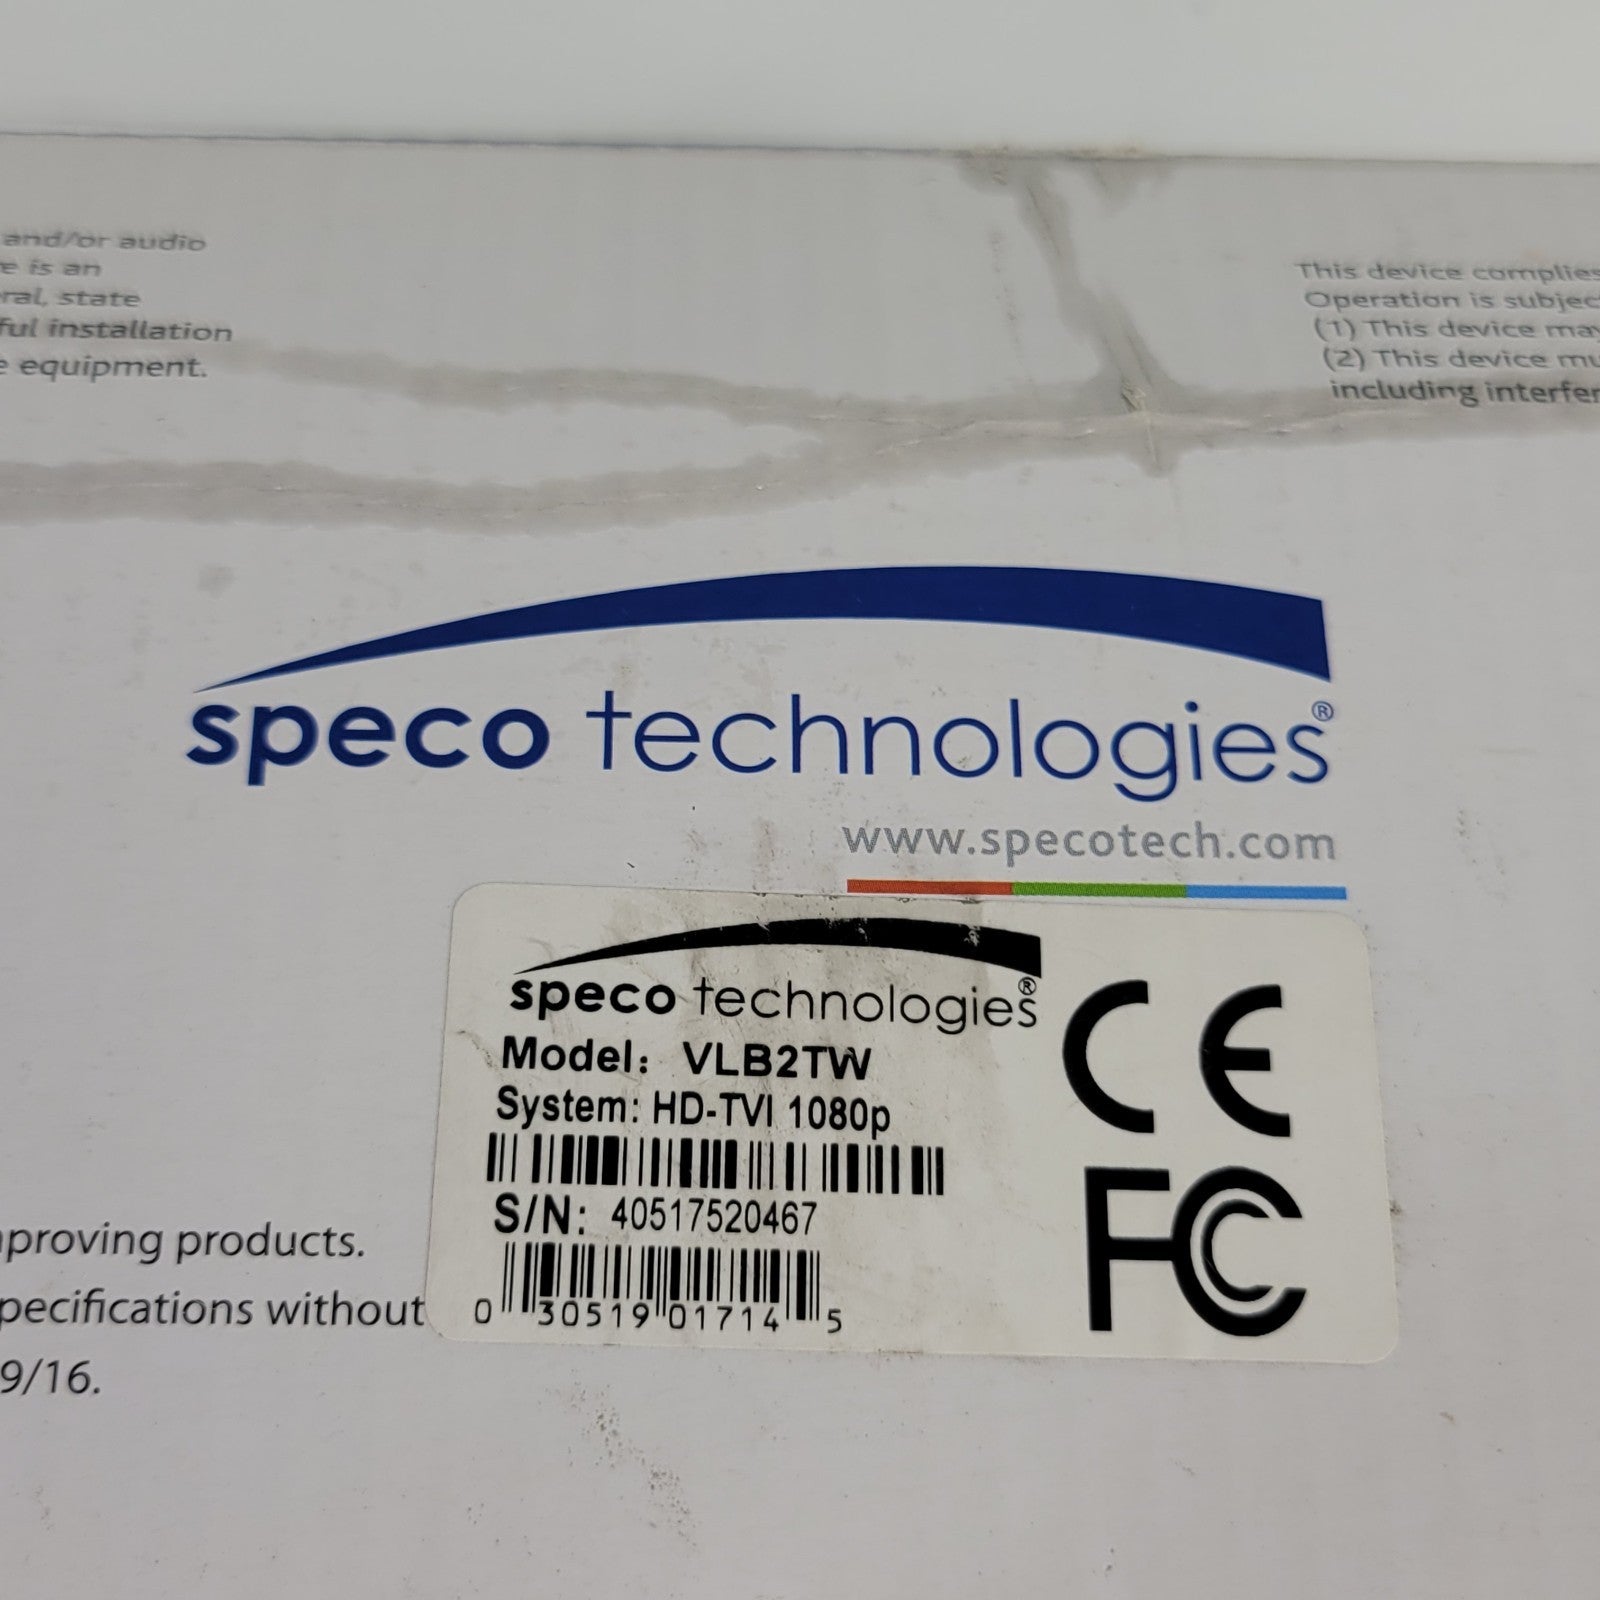 and/or audio
e is an
ral, state
ful installation
e equipment.
This device complies
Operation is subjec
(1) This device may
(2) This device mu
including interfer
speco technologies®
www.specotech.com
speco technologies®
Model: VLB2TW
System: HD-TVI 1080p
S/N: 40517520467
0 30519 01714 5
CE
FC
proving products.
pecifications without
9/16.